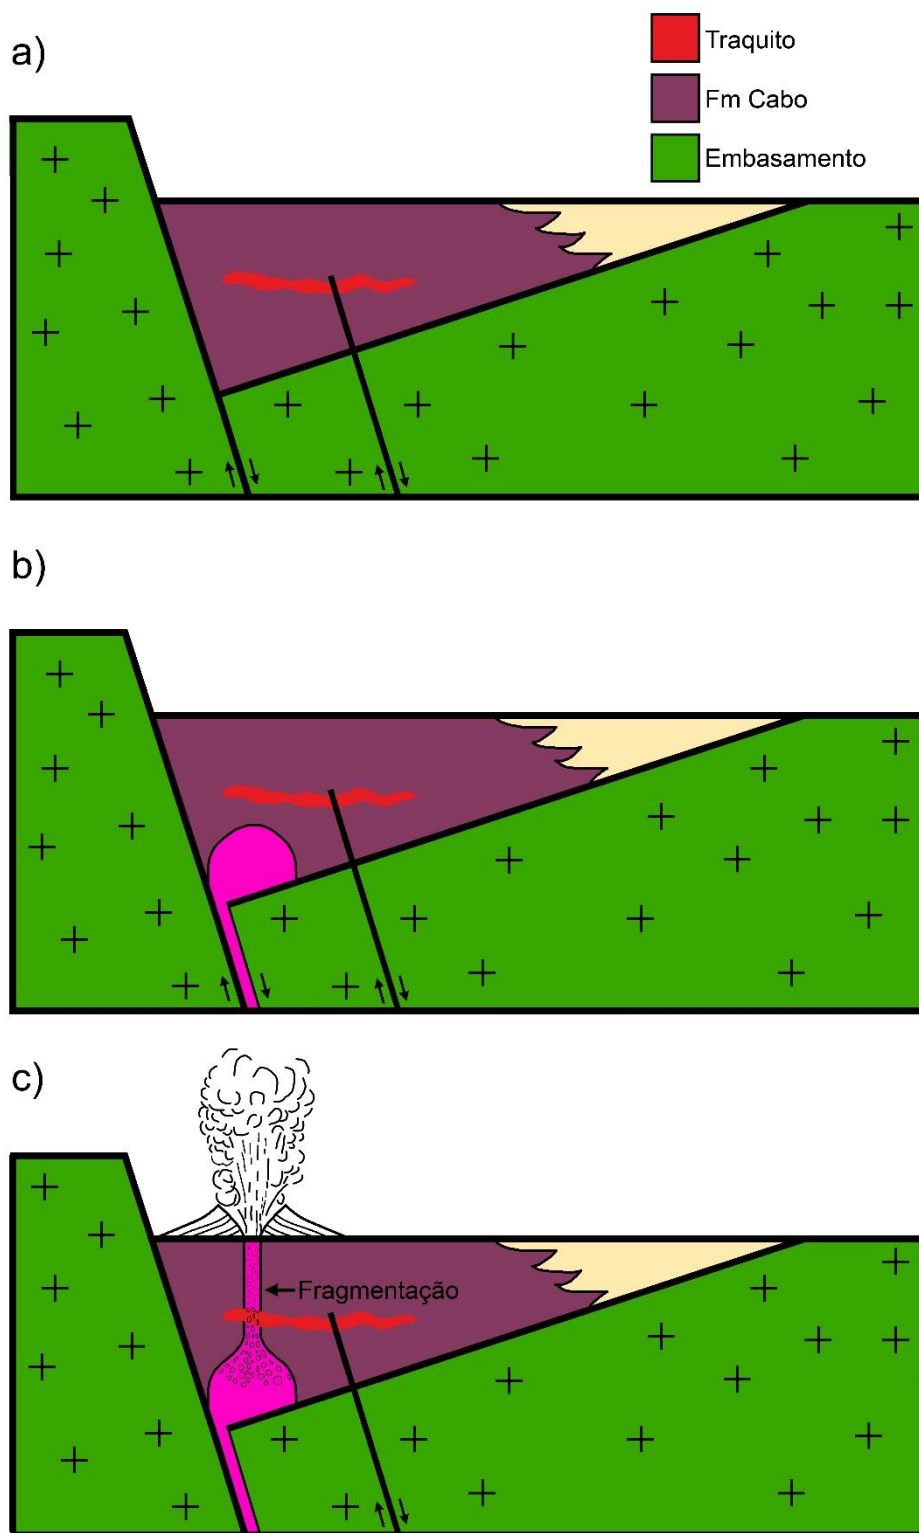 a)
Traquito
Fm Cabo
Embasamento
b)
c)
Fragmentação